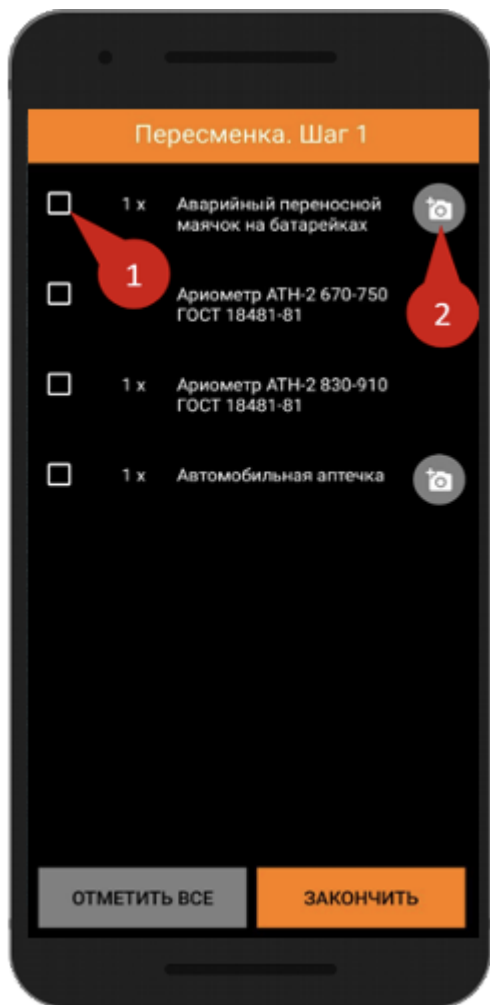 Пересменка. Шаг 1
1 x Аварийный переносной
маячок на батарейках
1
2
Ариометр АТН-2 670-750
ГОСТ 18481-81
1 x Ариометр АТН-2 830-910
ГОСТ 18481-81
1 x Автомобильная аптечка
ОТМЕТИТЬ ВСЕ
ЗАКОНЧИТЬ